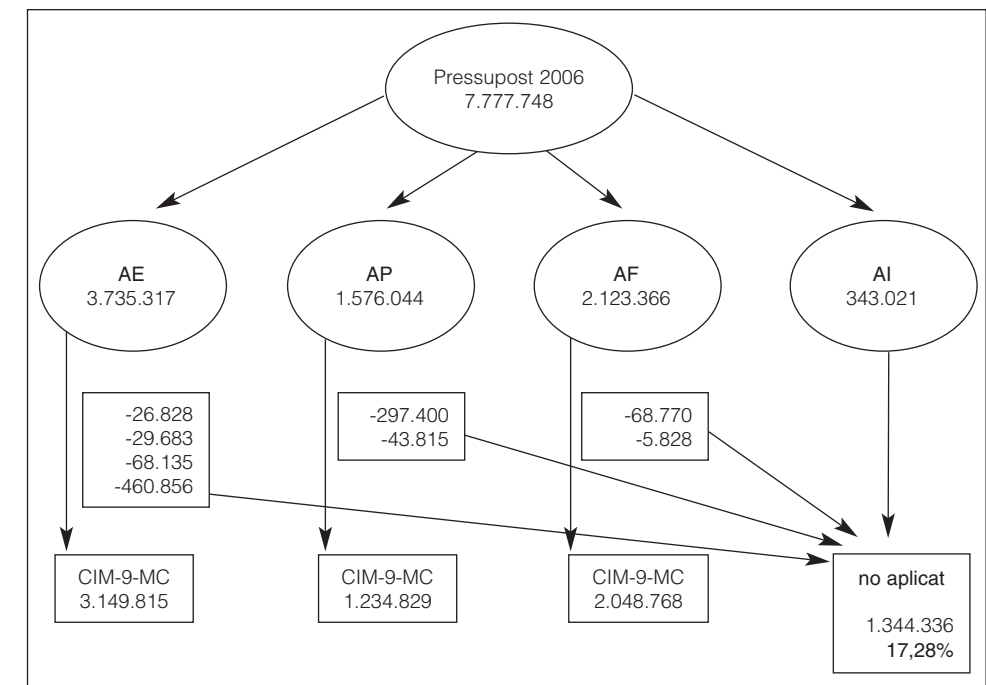 Pressupost 2006
7.777.748
AE
3.735.317
AP
1.576.044
AF
2.123.366
AI
343.021
-26.828
-29.683
-68.135
-460.856
-297.400
-43.815
-68.770
-5.828
CIM-9-MC
3.149.815
CIM-9-MC
1.234.829
CIM-9-MC
2.048.768
no aplicat
1.344.336
17,28%